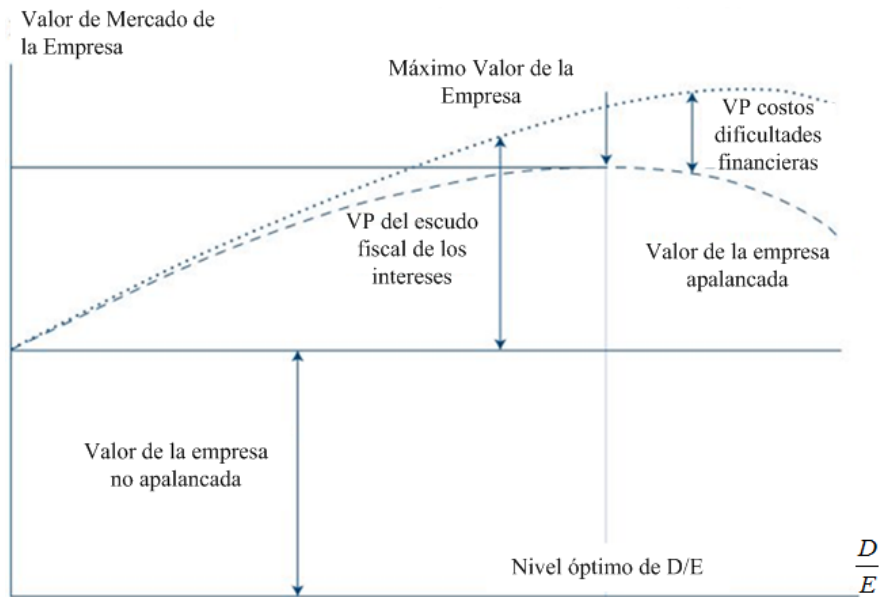 Valor de Mercado de
la Empresa
Máximo Valor de la
Empresa
VP costos
dificultades
financieras
VP del escudo
fiscal de los
intereses
Valor de la empresa
apalancada
Valor de la empresa
no apalancada
Nivel óptimo de D/E
D
E